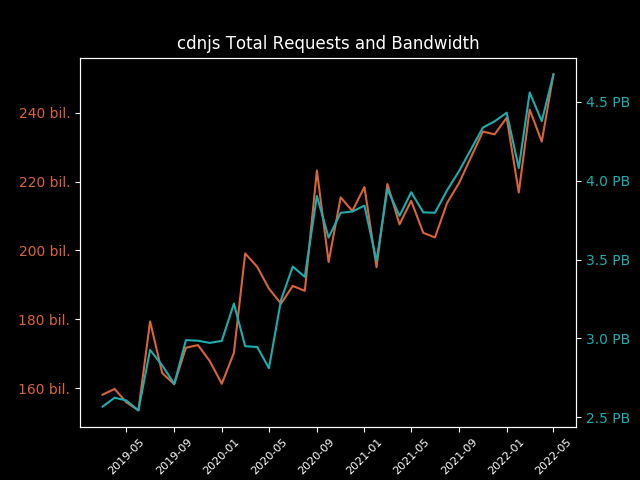 cdnjs Total Requests and Bandwidth
240 bil.
220 bil.
200 bil.
180 bil.
160 bil.
4.5 PB
4.0 PB
3.5 PB
3.0 PB
2.5 PB
2019-05
2019-09
2020-01
2020-05
2020-09
2021-01
2021-05
2021-09
2022-01
2022-05